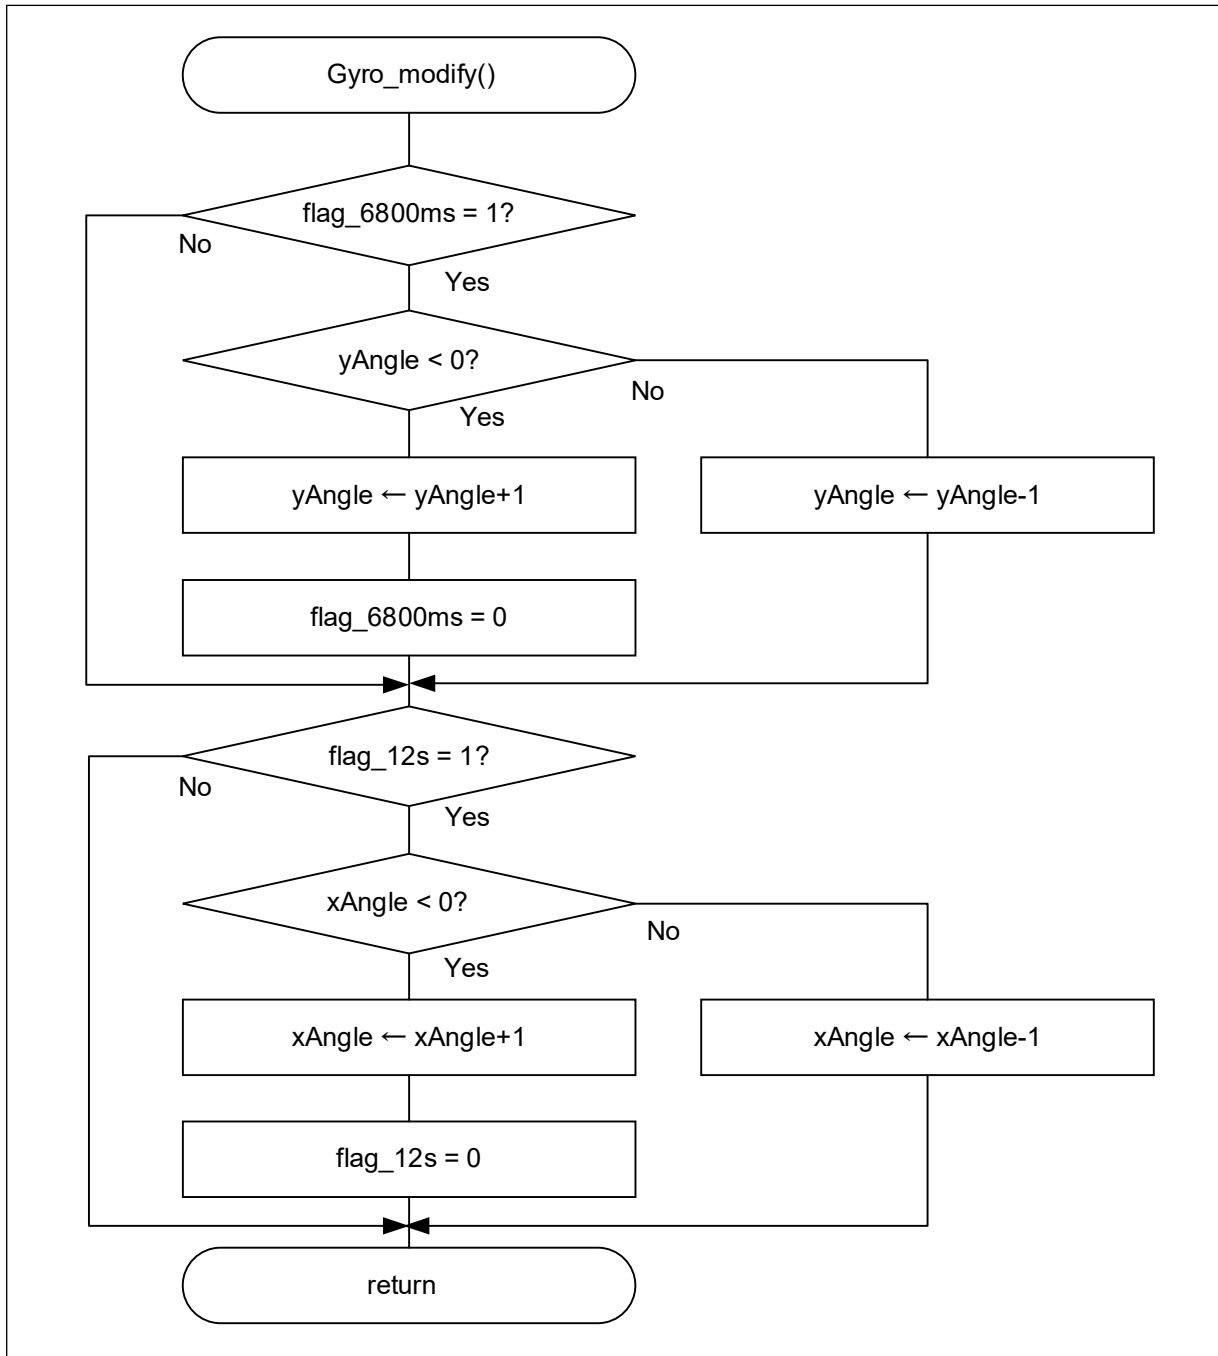 Gyro_modify()
flag_6800ms = 1?
No
Yes
yAngle < 0?
No
Yes
yAngle ← yAngle+1
yAngle ← yAngle-1
flag_6800ms = 0
flag_12s = 1?
No
Yes
xAngle < 0?
No
Yes
xAngle ← xAngle+1
xAngle ← xAngle-1
flag_12s = 0
return